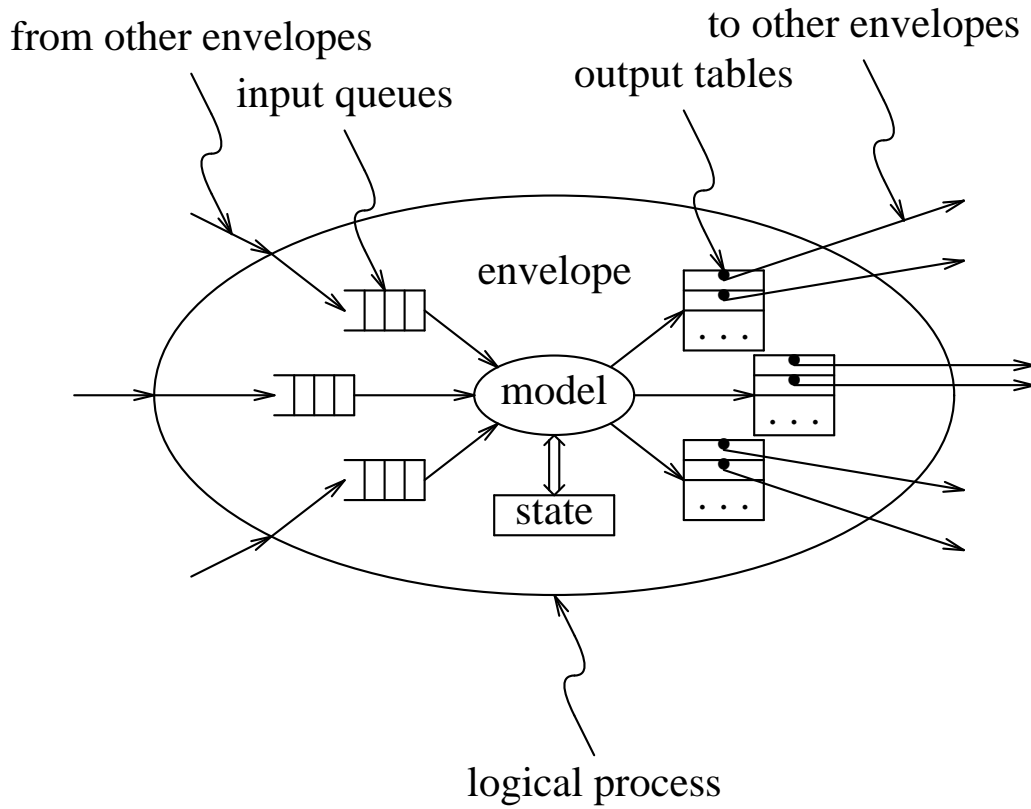 from other envelopes
to other envelopes
input queues
output tables
envelope
. . .
model
. . .
state
. . .
logical process